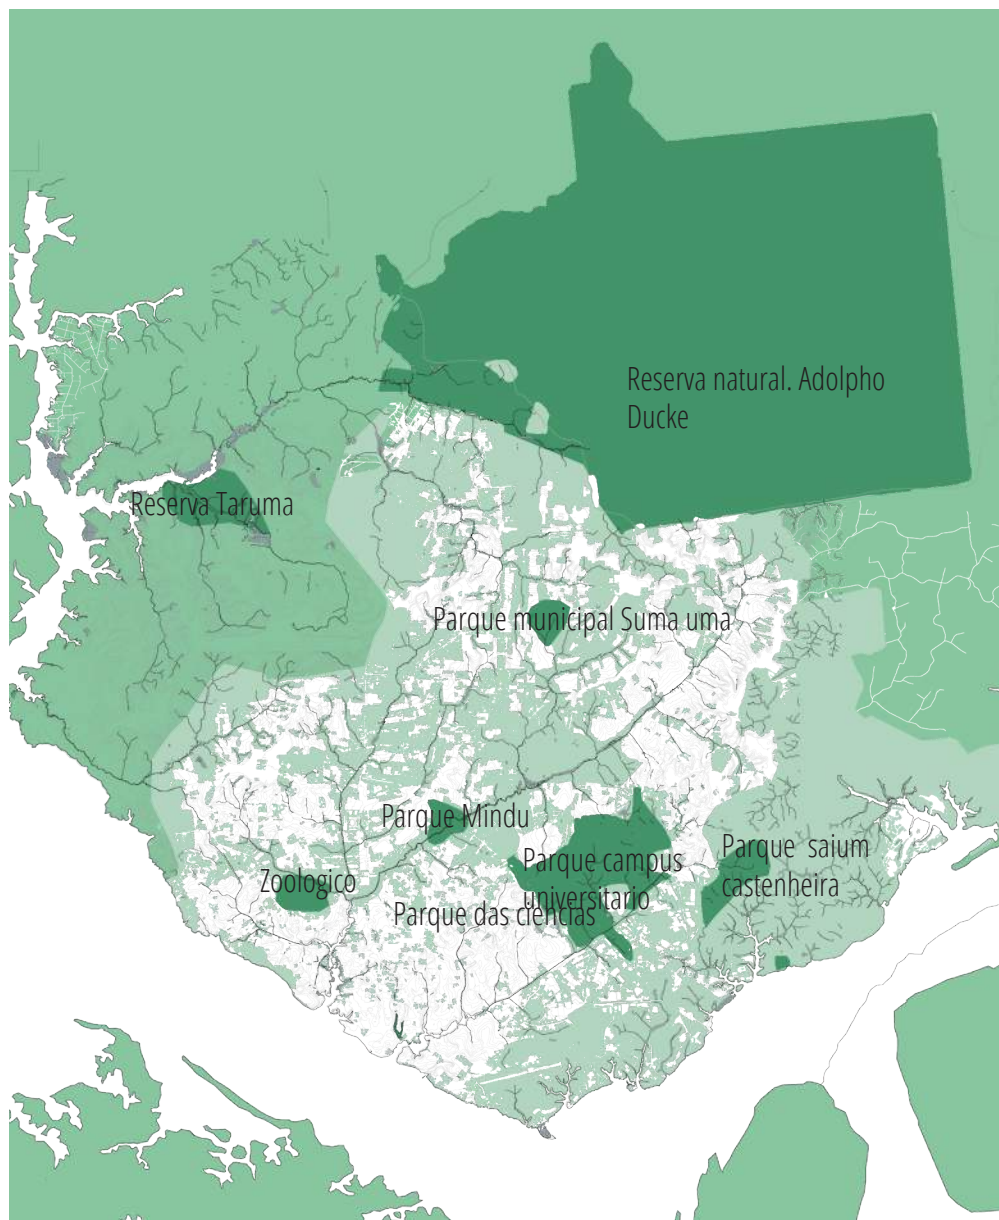 Reserva natural. Adolpho
Ducke
Reserva Taruma
Parque municipal Suma uma
Parque Mindu
Parque campus
universitario
Parque saium
castenheira
Zoologico
Parque das ciencias